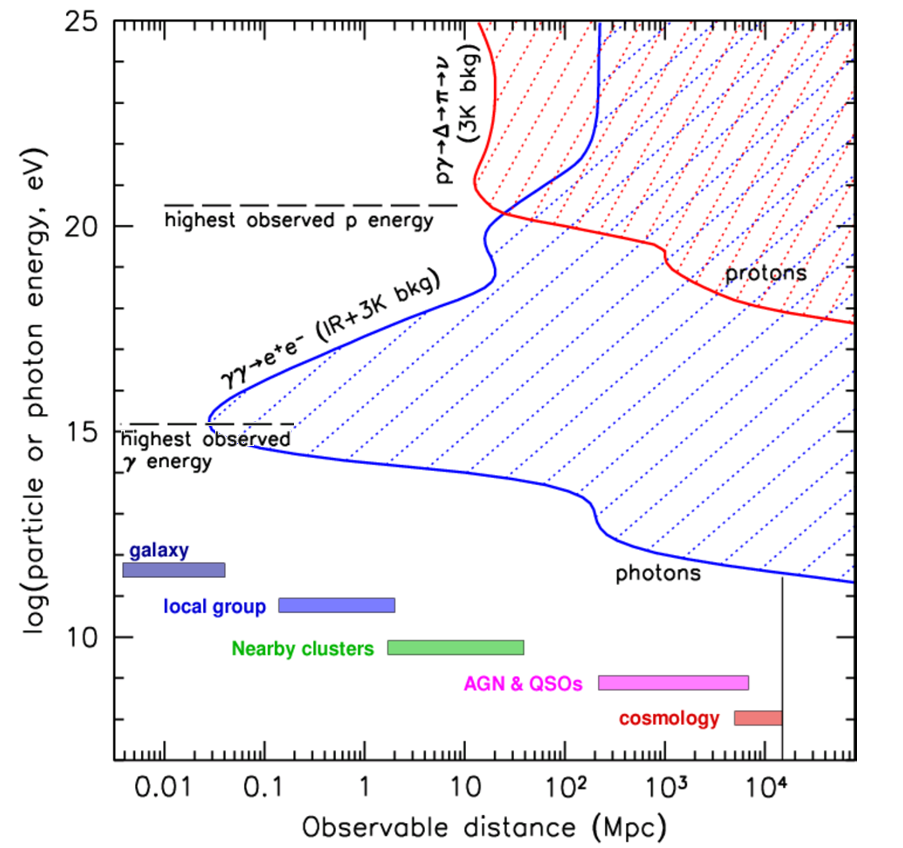 25
20
15
10
log(particle or photon energy, eV)
pγ→Δ→π→ν
(3K bkg)
highest observed p energy
protons
γγ→e⁺e⁻ (IR+3K bkg)
highest observed
γ energy
galaxy
photons
local group
Nearby clusters
AGN & QSOs
cosmology
0.01 0.1 1 10 10² 10³ 10⁴
Observable distance (Mpc)